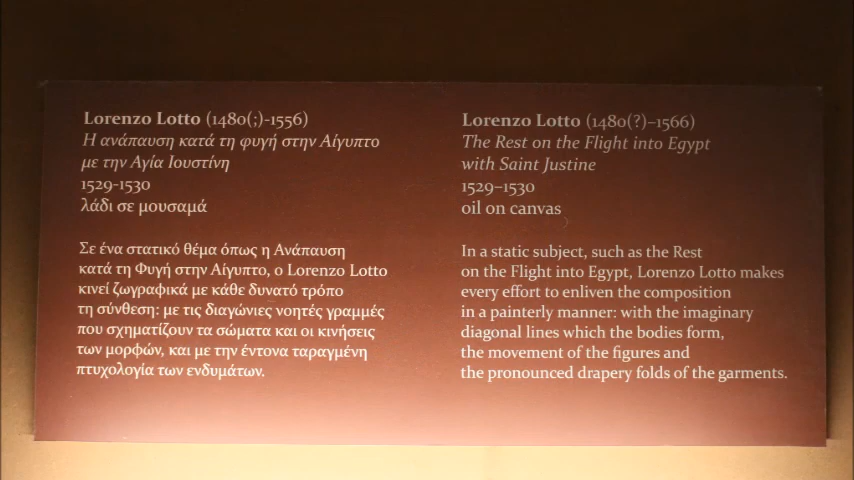 Lorenzo Lotto (1480(;)-1556)
Η ανάπαυση κατά τη φυγή στην Αίγυπτο
με την Αγία Ιουστίνη
1529-1530
λάδι σε μουσαμά
Σε ένα στατικό θέμα όπως η Ανάπαυση
κατά τη Φυγή στην Αίγυπτο, ο Lorenzo Lotto
κινεί ζωγραφικά με κάθε δυνατό τρόπο
τη σύνθεση: με τις διαγώνιες νοητές γραμμές
που σχηματίζουν τα σώματα και οι κινήσεις
των μορφών, και με την έντονα ταραγμένη
πτυχολογία των ενδυμάτων.
Lorenzo Lotto (1480(?)–1566)
The Rest on the Flight into Egypt
with Saint Justine
1529–1530
oil on canvas
In a static subject, such as the Rest
on the Flight into Egypt, Lorenzo Lotto makes
every effort to enliven the composition
in a painterly manner: with the imaginary
diagonal lines which the bodies form,
the movement of the figures and
the pronounced drapery folds of the garments.